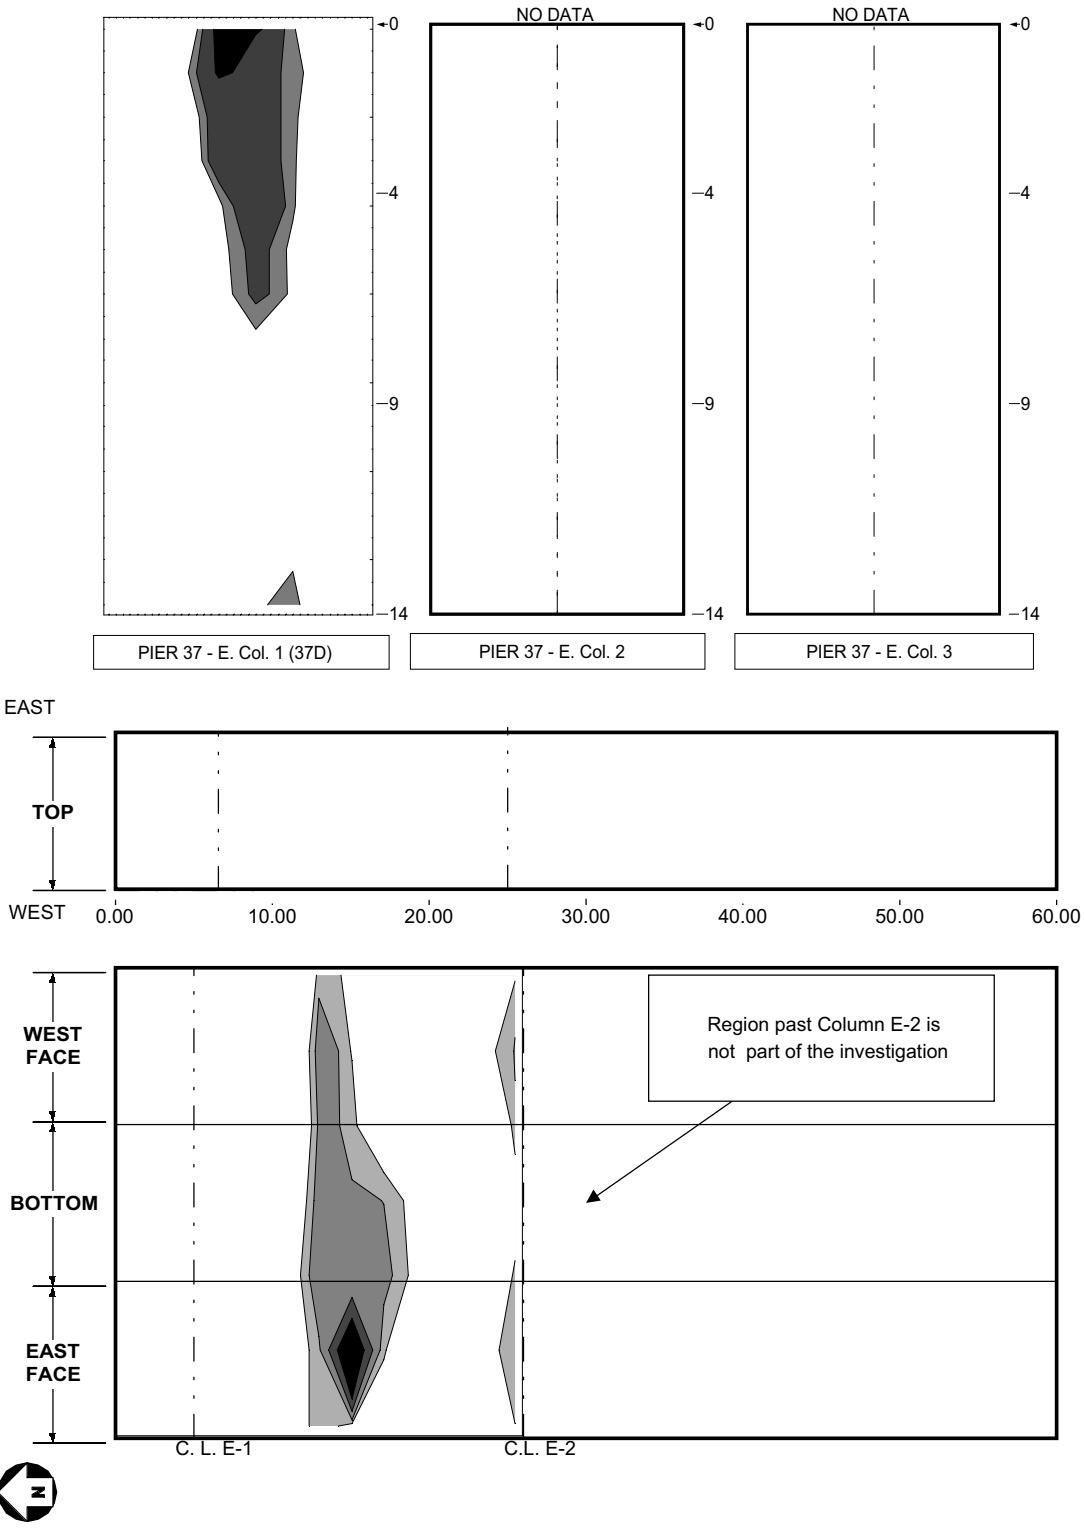 NO DATA
NO DATA
0
0
0
4
4
4
9
9
9
14
14
14
PIER 37 - E. Col. 1 (37D)
PIER 37 - E. Col. 2
PIER 37 - E. Col. 3
EAST
TOP
WEST
0.00 10.00 20.00 30.00 40.00 50.00 60.00
WEST
FACE
Region past Column E-2 is
not part of the investigation
BOTTOM
EAST
FACE
C. L. E-1
C.L. E-2
N